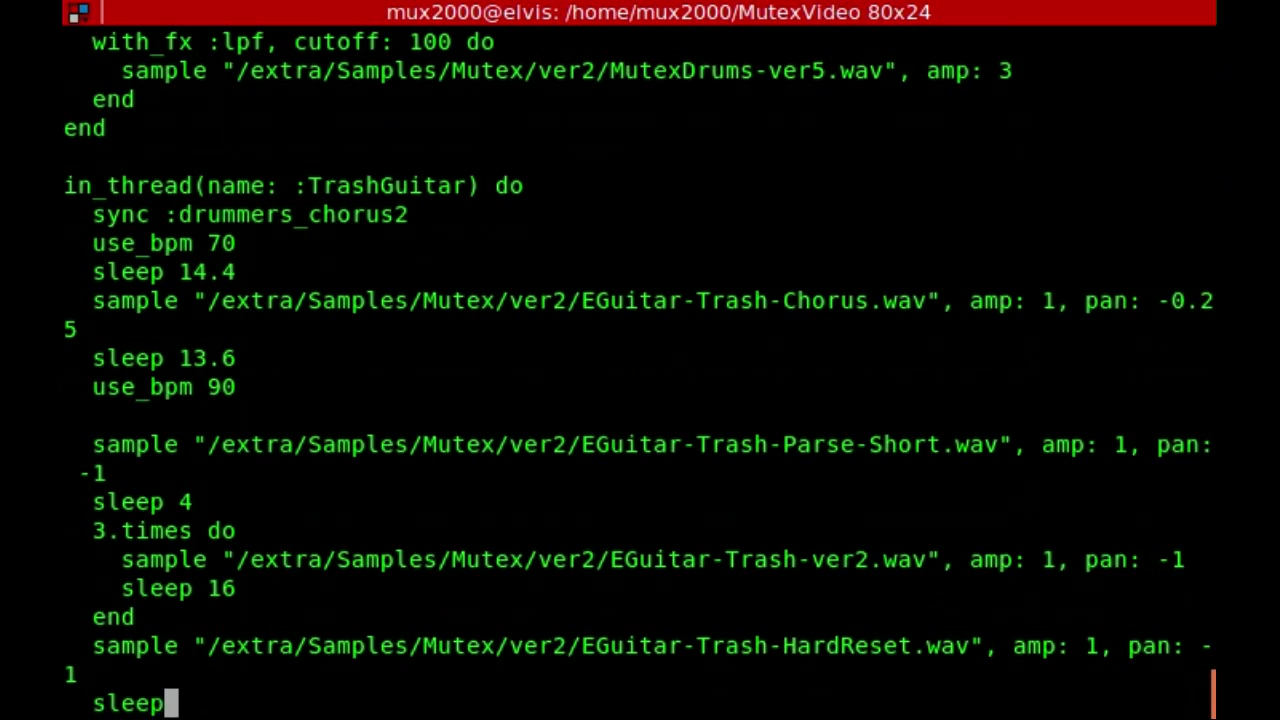 mux2000@elvis: /home/mux2000/MutexVideo 80x24
with_fx :lpf, cutoff: 100 do
sample "/extra/Samples/Mutex/ver2/MutexDrums-ver5.wav", amp: 3
end
end
in_thread(name: :TrashGuitar) do
sync :drummers_chorus2
use_bpm 70
sleep 14.4
sample "/extra/Samples/Mutex/ver2/EGuitar-Trash-Chorus.wav", amp: 1, pan: -0.2
5
sleep 13.6
use_bpm 90
sample "/extra/Samples/Mutex/ver2/EGuitar-Trash-Parse-Short.wav", amp: 1, pan:
-1
sleep 4
3.times do
sample "/extra/Samples/Mutex/ver2/EGuitar-Trash-ver2.wav", amp: 1, pan: -1
sleep 16
end
sample "/extra/Samples/Mutex/ver2/EGuitar-Trash-HardReset.wav", amp: 1, pan: -
1
sleep